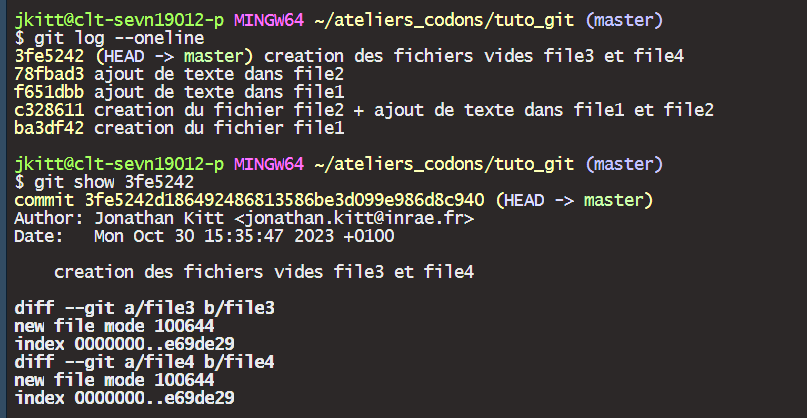 jkitt@clt-sevn19012-p MINGW64 ~/ateliers_codons/tuto_git (master)
$ git log --oneline
3fe5242 (HEAD -> master) creation des fichiers vides file3 et file4
78fbad3 ajout de texte dans file2
f651dbb ajout de texte dans file1
c328611 creation du fichier file2 + ajout de texte dans file1 et file2
ba3df42 creation du fichier file1
jkitt@clt-sevn19012-p MINGW64 ~/ateliers_codons/tuto_git (master)
$ git show 3fe5242
commit 3fe5242d186492486813586be3d099e986d8c940 (HEAD -> master)
Author: Jonathan Kitt <jonathan.kitt@inrae.fr>
Date:   Mon Oct 30 15:35:47 2023 +0100
    creation des fichiers vides file3 et file4
diff --git a/file3 b/file3
new file mode 100644
index 0000000..e69de29
diff --git a/file4 b/file4
new file mode 100644
index 0000000..e69de29